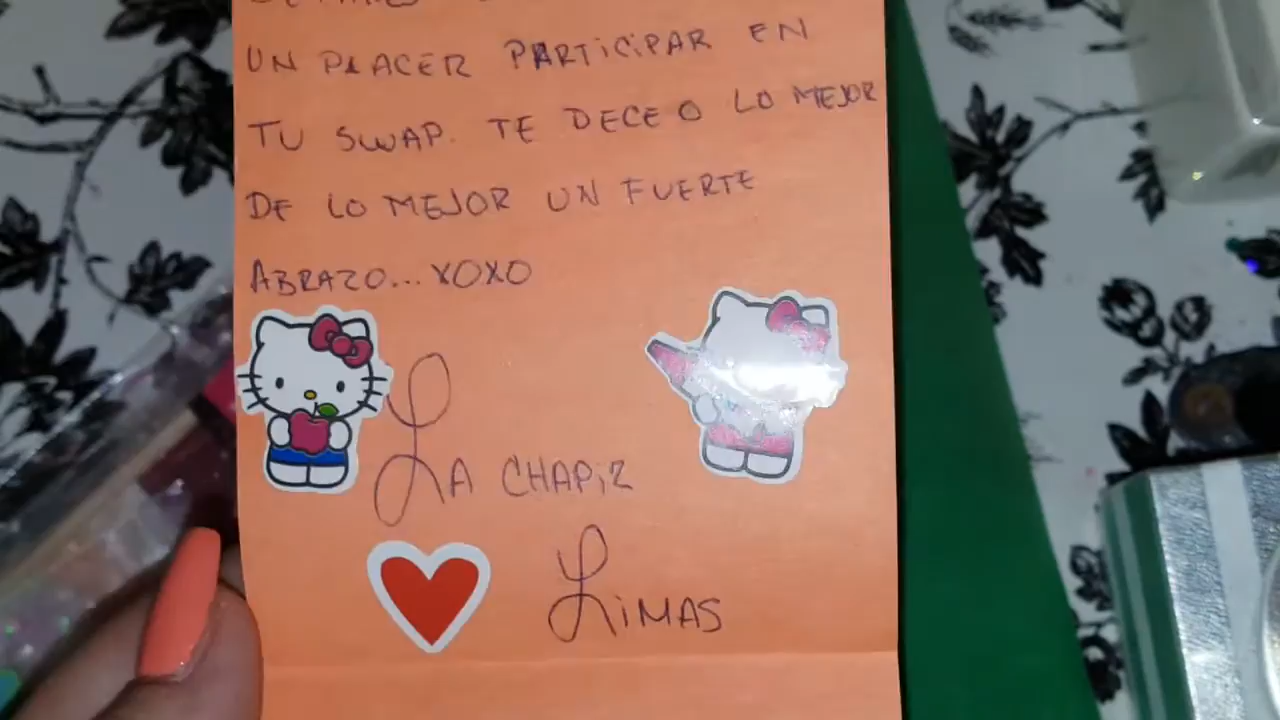 UN PLACER PARTICIPAR EN
TU SWAP. TE DECEO LO MEJOR
DE LO MEJOR UN FUERTE
ABRAZO... XOXO
LA CHAPIZ
LIMAS